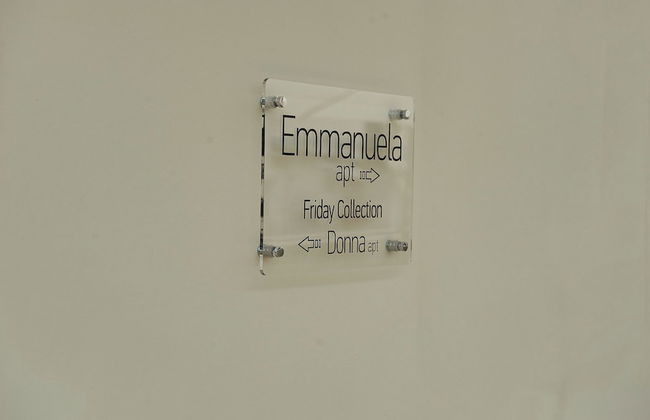 Emmanuela
apt
Friday Collection
Donna apt